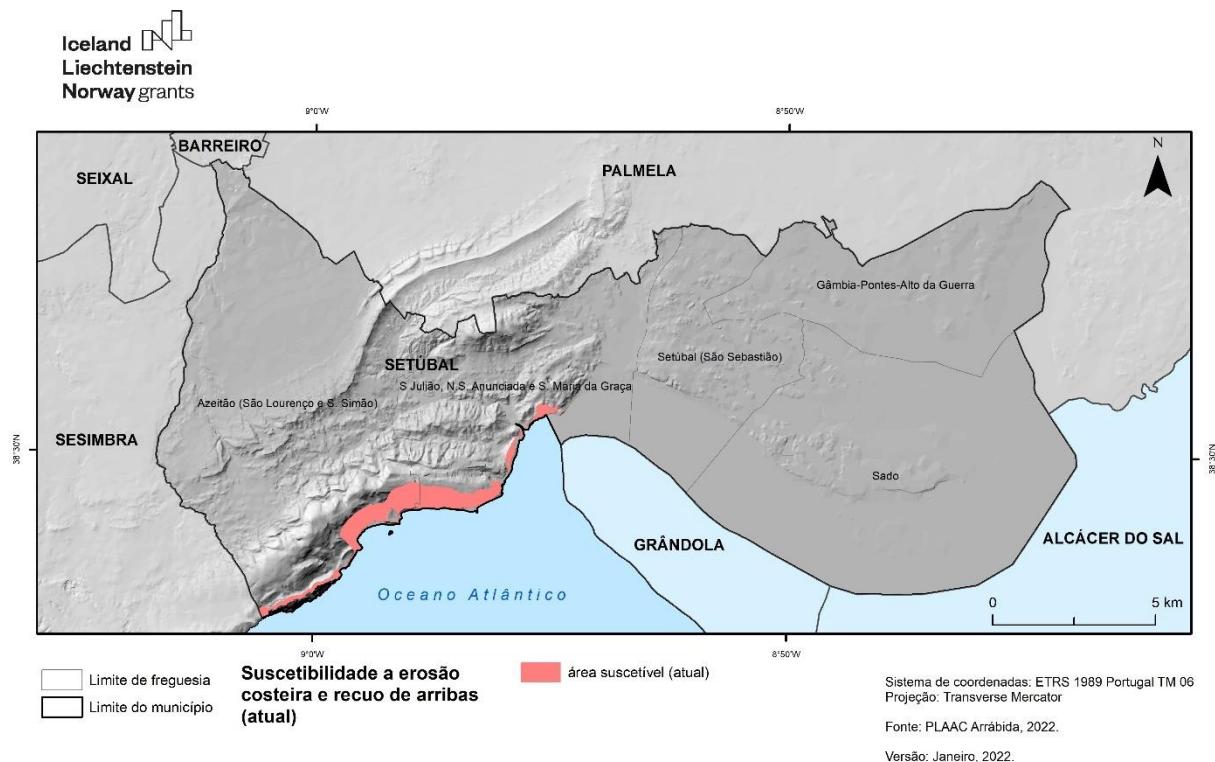 Iceland
Liechtenstein
Norway grants
9°0'W
8°50'W
BARREIRO
SEIXAL
PALMELA
N
Gâmbia-Pontes-Alto da Guerra
Setúbal (São Sebastião)
SETÚBAL
S Julião, N.S. Anunciada e S. Maria da Graça
Azeitão (São Lourenço e S. Simão)
SESIMBRA
38°30'N
38°30'N
Sado
GRÂNDOLA
ALCÁCER DO SAL
Oceano Atlântico
0 5 km
9°0'W
8°50'W
Limite de freguesia
Limite do município
Suscetibilidade a erosão
costeira e recuo de arribas
(atual)
área suscetível (atual)
Sistema de coordenadas: ETRS 1989 Portugal TM 06
Projeção: Transverse Mercator
Fonte: PLAAC Arrábida, 2022.
Versão: Janeiro, 2022.